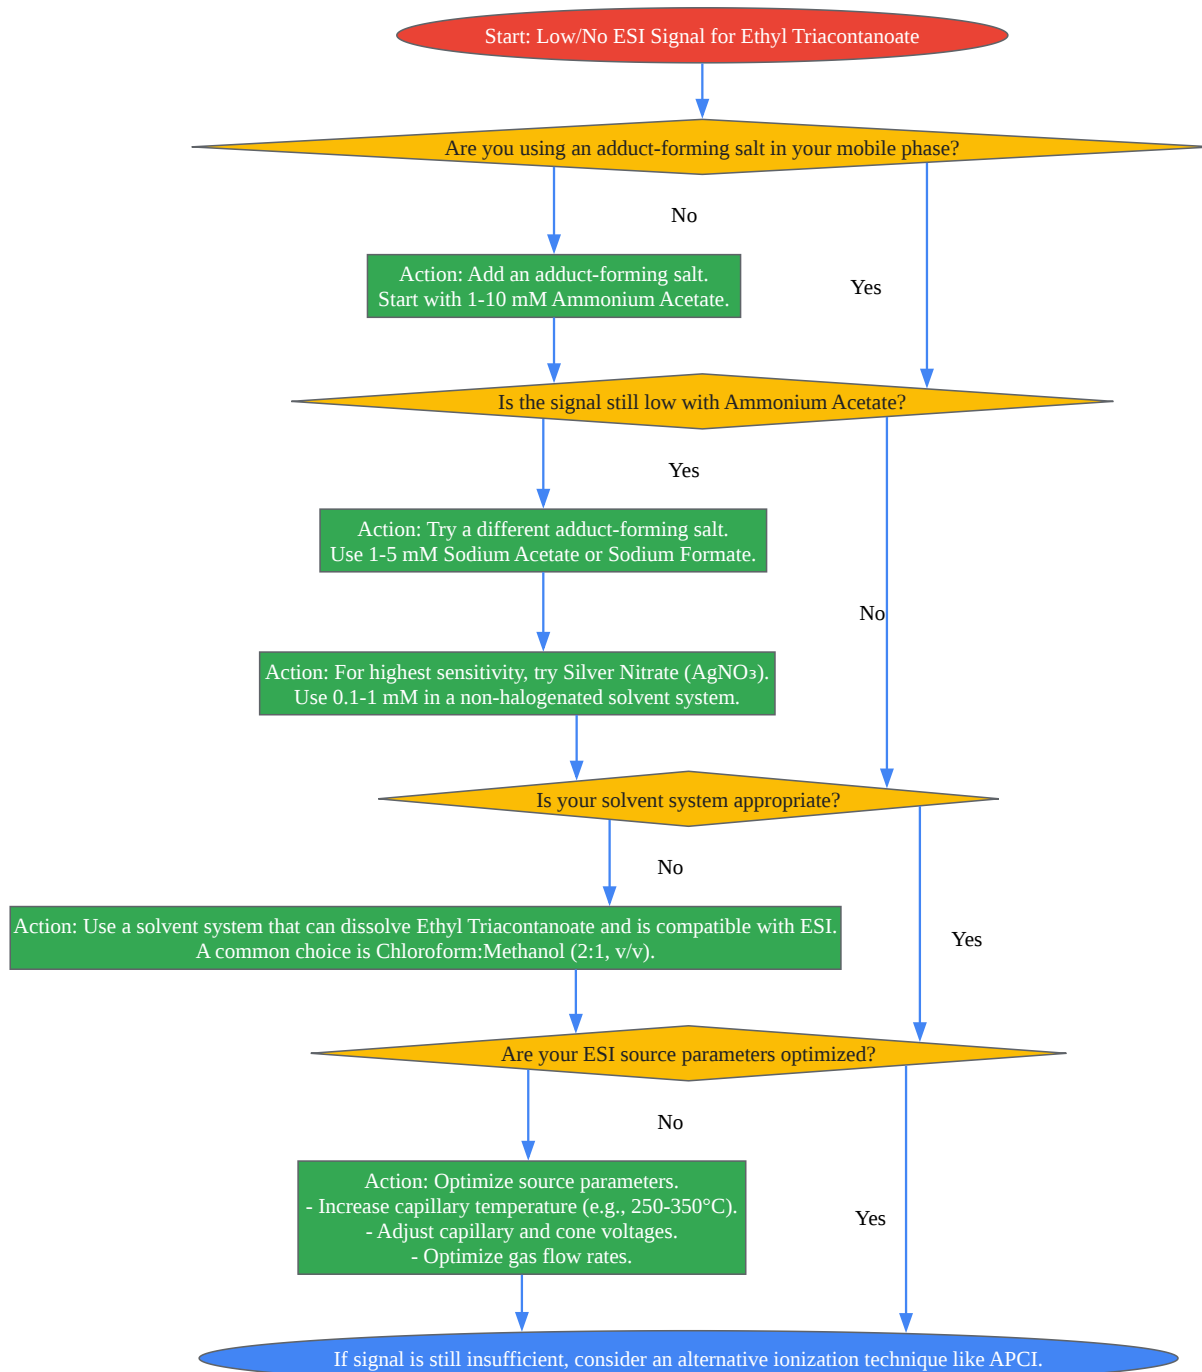 Start: Low/No ESI Signal for Ethyl Triacontanoate
Are you using an adduct-forming salt in your mobile phase?
No
Action: Add an adduct-forming salt.
Start with 1-10 mM Ammonium Acetate.
Yes
Is the signal still low with Ammonium Acetate?
Yes
Action: Try a different adduct-forming salt.
Use 1-5 mM Sodium Acetate or Sodium Formate.
No
Action: For highest sensitivity, try Silver Nitrate (AgNO₃).
Use 0.1-1 mM in a non-halogenated solvent system.
Is your solvent system appropriate?
No
Action: Use a solvent system that can dissolve Ethyl Triacontanoate and is compatible with ESI.
A common choice is Chloroform:Methanol (2:1, v/v).
Yes
Are your ESI source parameters optimized?
No
Action: Optimize source parameters.
- Increase capillary temperature (e.g., 250-350°C).
- Adjust capillary and cone voltages.
- Optimize gas flow rates.
Yes
If signal is still insufficient, consider an alternative ionization technique like APCI.